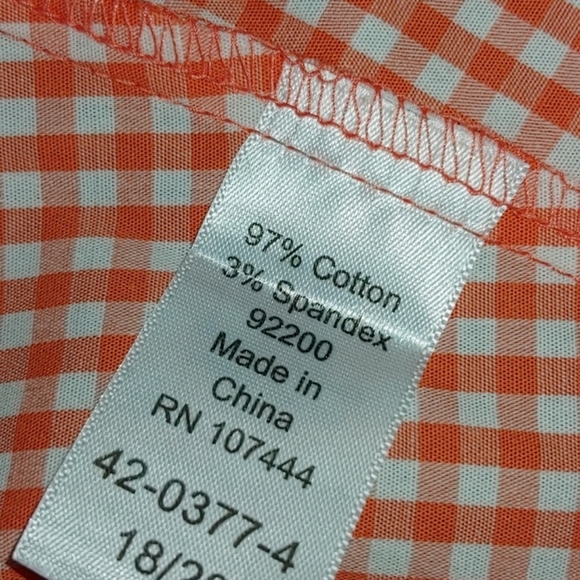 97% Cotton
3% Spandex
92200
Made in
China
RN 107444
42-0377-4